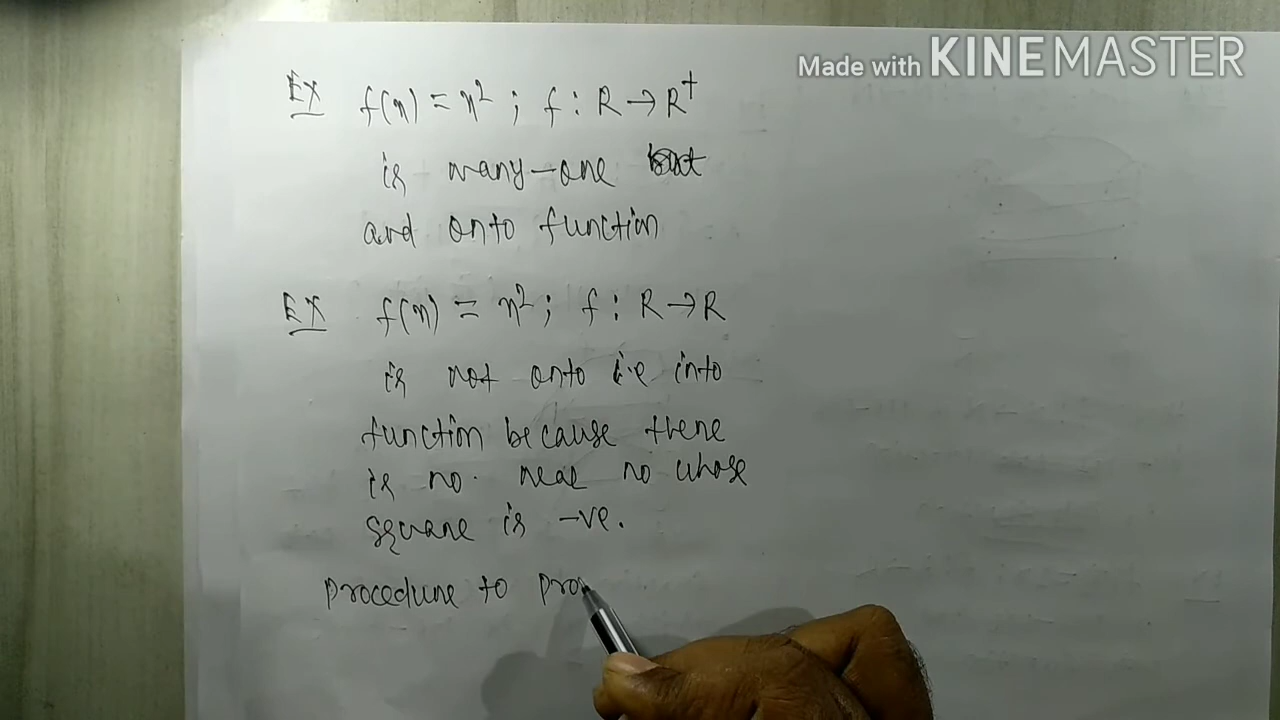 Made with KINEMASTER
Ex f(x) = x² ; f : R → R⁺
is many-one
and onto function
Ex f(x) = x² ; f : R → R
is not onto i.e into
function because there
is no. real no whose
square is -ve.
Procedure to pro